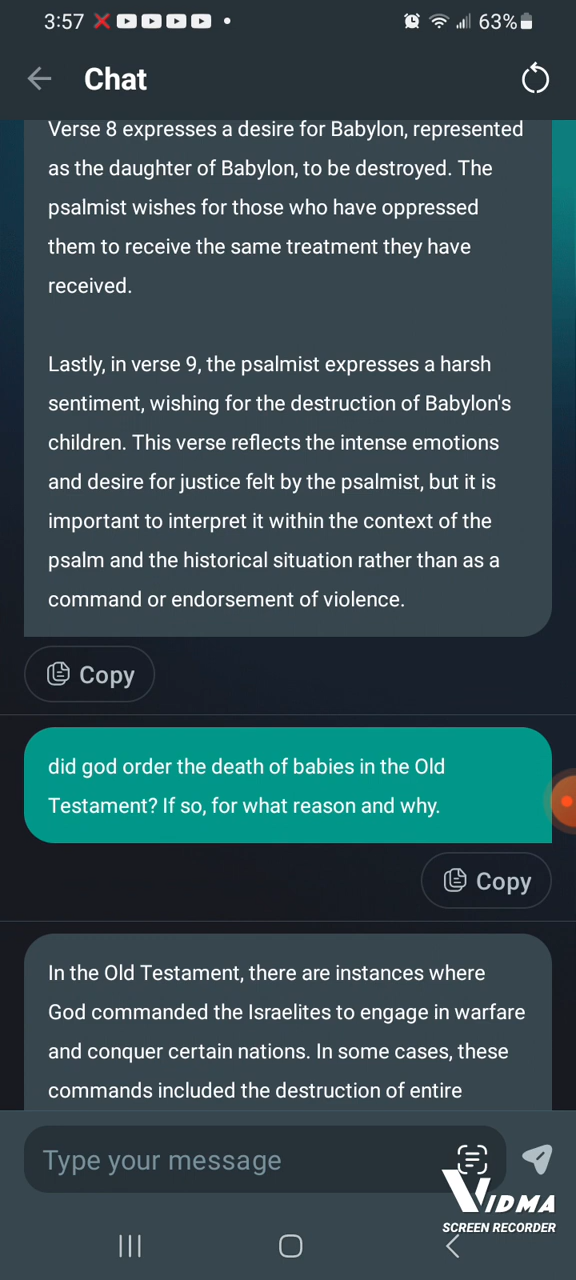 3:57
63%
Chat
Verse 8 expresses a desire for Babylon, represented
as the daughter of Babylon, to be destroyed. The
psalmist wishes for those who have oppressed
them to receive the same treatment they have
received.
Lastly, in verse 9, the psalmist expresses a harsh
sentiment, wishing for the destruction of Babylon's
children. This verse reflects the intense emotions
and desire for justice felt by the psalmist, but it is
important to interpret it within the context of the
psalm and the historical situation rather than as a
command or endorsement of violence.
Copy
did god order the death of babies in the Old
Testament? If so, for what reason and why.
Copy
In the Old Testament, there are instances where
God commanded the Israelites to engage in warfare
and conquer certain nations. In some cases, these
commands included the destruction of entire
Type your message
VIDMA
SCREEN RECORDER